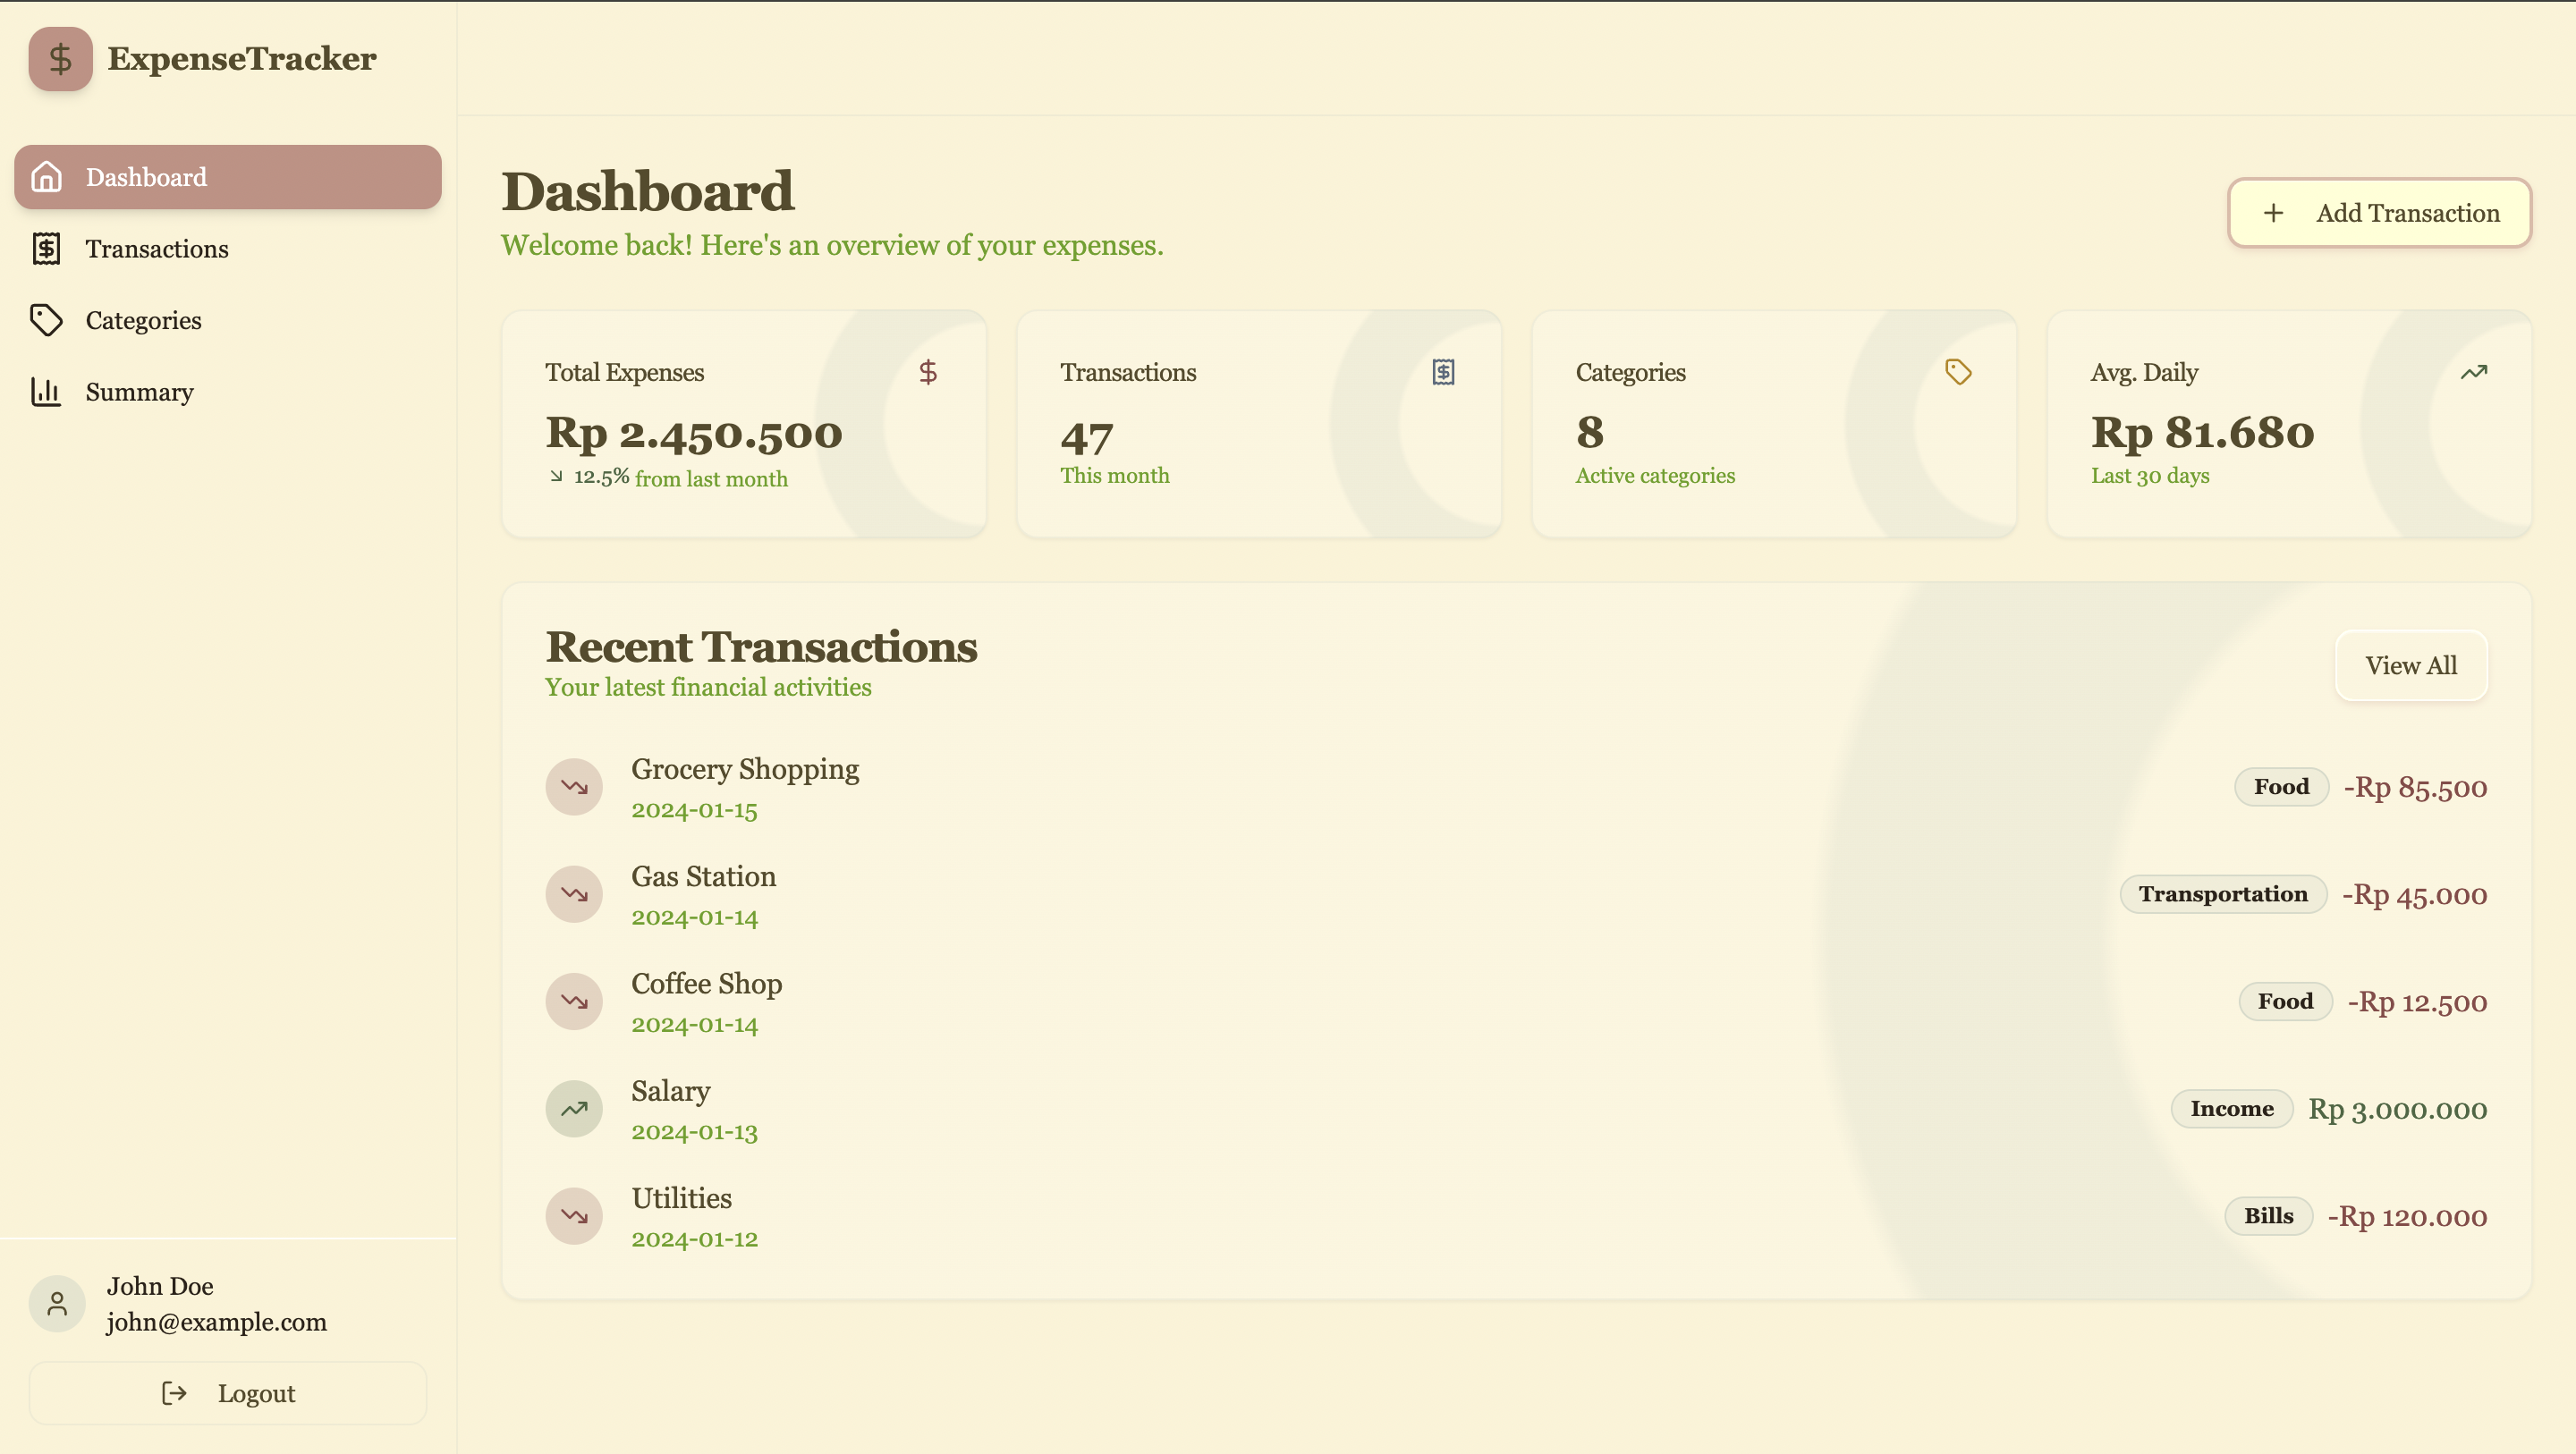 ExpenseTracker
Dashboard
Transactions
Categories
Summary
John Doe
john@example.com
Logout
Dashboard
Welcome back! Here's an overview of your expenses.
Add Transaction
Total Expenses
Rp 2.450.500
12.5% from last month
Transactions
47
This month
Categories
8
Active categories
Avg. Daily
Rp 81.680
Last 30 days
Recent Transactions
Your latest financial activities
View All
Grocery Shopping
2024-01-15
Food -Rp 85.500
Gas Station
2024-01-14
Transportation -Rp 45.000
Coffee Shop
2024-01-14
Food -Rp 12.500
Salary
2024-01-13
Income Rp 3.000.000
Utilities
2024-01-12
Bills -Rp 120.000